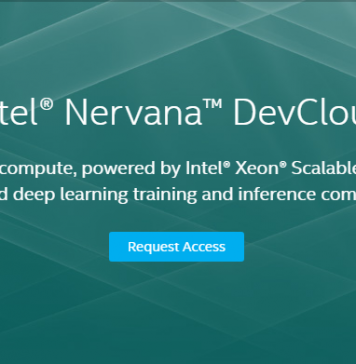 tel® Nervana™ DevClou
compute, powered by Intel® Xeon® Scalable
d deep learning training and inference com
Request Access